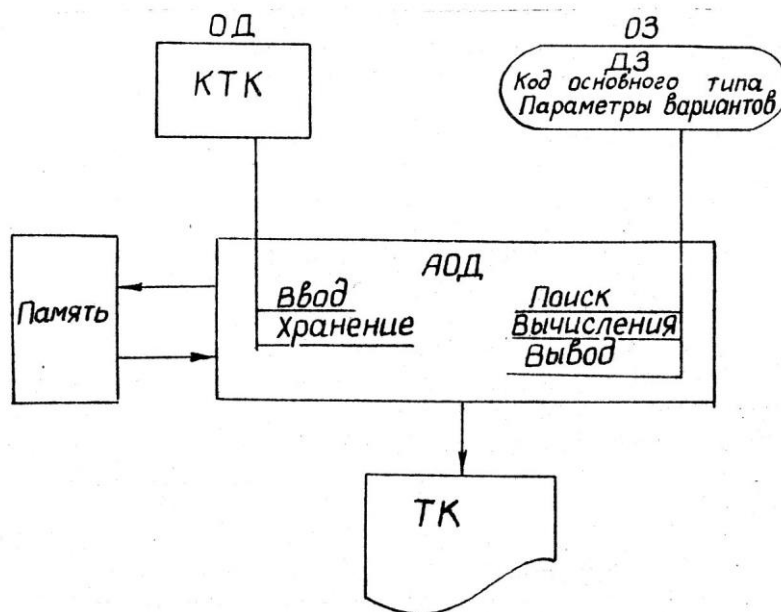 ОД
КТК
ОЗ
ДЗ
Код основного типа
Параметры вариантов
АОД
Ввод
Хранение
Поиск
Вычисления
Вывод
Память
ТК